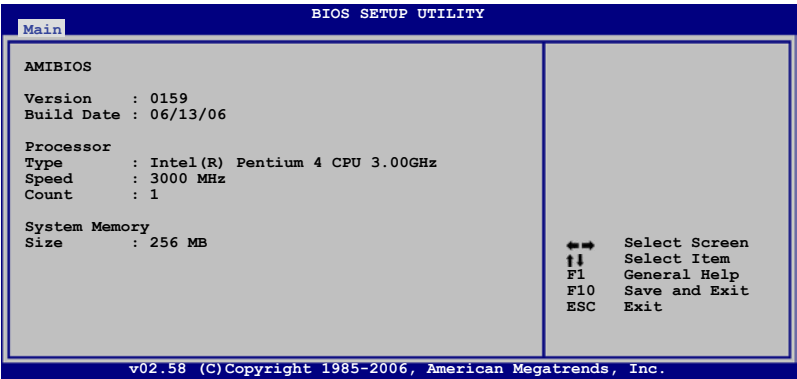 BIOS SETUP UTILITY
Main
AMIBIOS
Version : 0159
Build Date : 06/13/06
Processor
Type : Intel(R) Pentium 4 CPU 3.00GHz
Speed : 3000 MHz
Count : 1
System Memory
Size : 256 MB
←→ Select Screen
↑↓ Select Item
F1 General Help
F10 Save and Exit
ESC Exit
v02.58 (C)Copyright 1985-2006, American Megatrends, Inc.